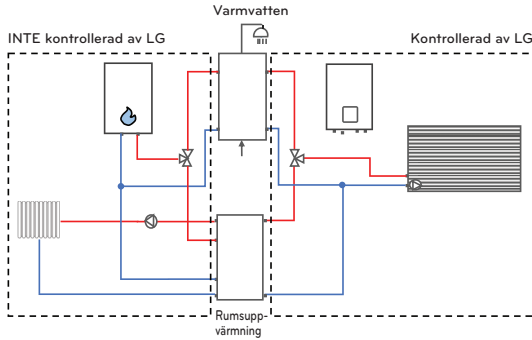 Varmvatten
INTE kontrollerad av LG
Kontrollerad av LG
Rumsupp-
värmning